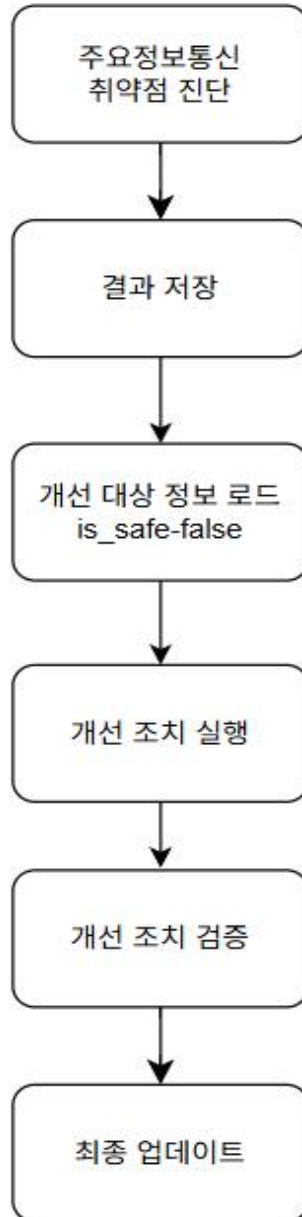 주요정보통신
취약점 진단
결과 저장
개선 대상 정보 로드
is_safe-false
개선 조치 실행
개선 조치 검증
최종 업데이트